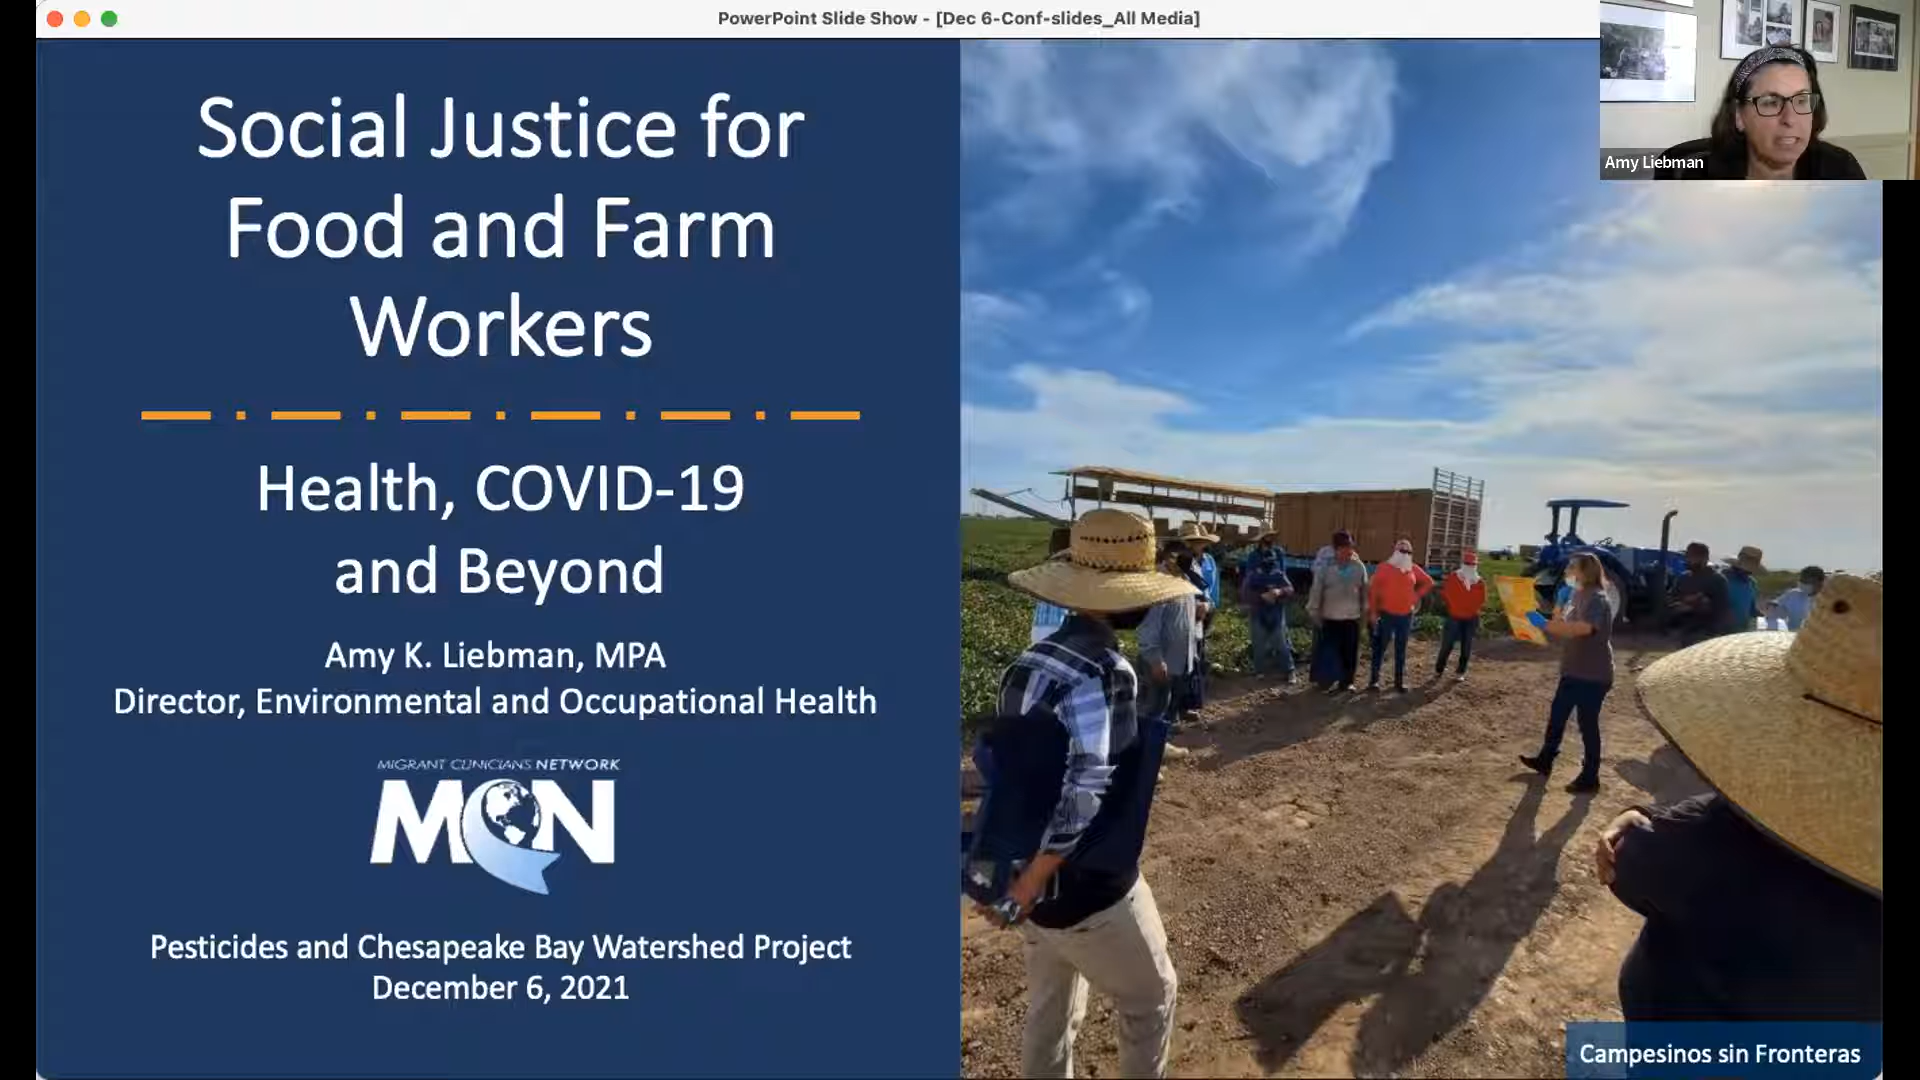 PowerPoint Slide Show - [Dec 6-Conf-slides_All Media]
Social Justice for
Food and Farm
Workers
Health, COVID-19
and Beyond
Amy K. Liebman, MPA
Director, Environmental and Occupational Health
MIGRANT CLINICIANS NETWORK
MCN
Pesticides and Chesapeake Bay Watershed Project
December 6, 2021
Amy Liebman
Campesinos sin Fronteras